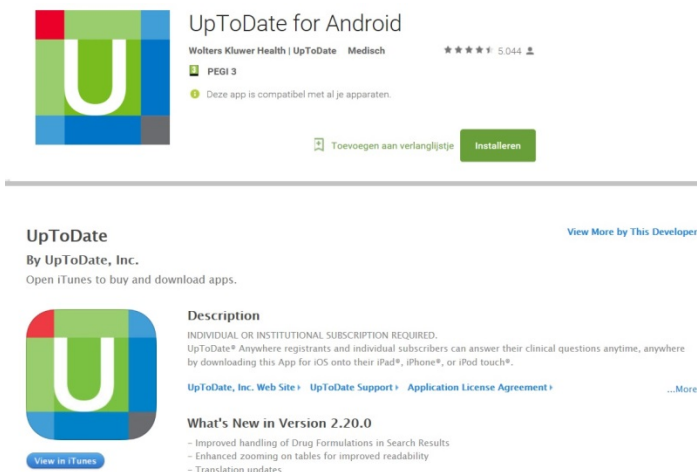 U
UpToDate for Android
Wolters Kluwer Health | UpToDate Medisch 5.044
3 PEGI 3
Deze app is compatibel met al je apparaten.
Toevoegen aan verlanglijstje Installeren
UpToDate View More by This Developer
By UpToDate, Inc.
Open iTunes to buy and download apps.
U
Description
INDIVIDUAL OR INSTITUTIONAL SUBSCRIPTION REQUIRED.
UpToDate® Anywhere registrants and individual subscribers can answer their clinical questions anytime, anywhere
by downloading this App for iOS onto their iPad®, iPhone®, or iPod touch®.
UpToDate, Inc. Web Site UpToDate Support Application License Agreement ...More
What's New in Version 2.20.0
- Improved handling of Drug Formulations in Search Results
- Enhanced zooming on tables for improved readability
- Translation updates
View in iTunes